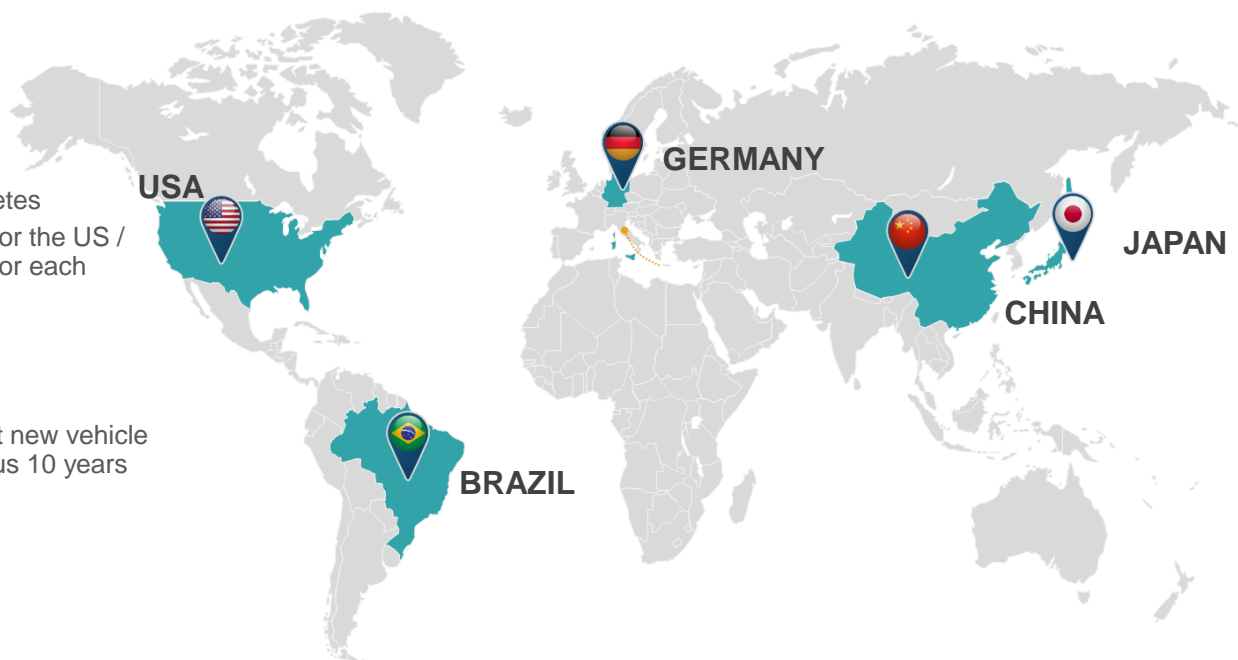 GERMANY
USA
etes
or the US /
or each
JAPAN
CHINA
t new vehicle
us 10 years
BRAZIL